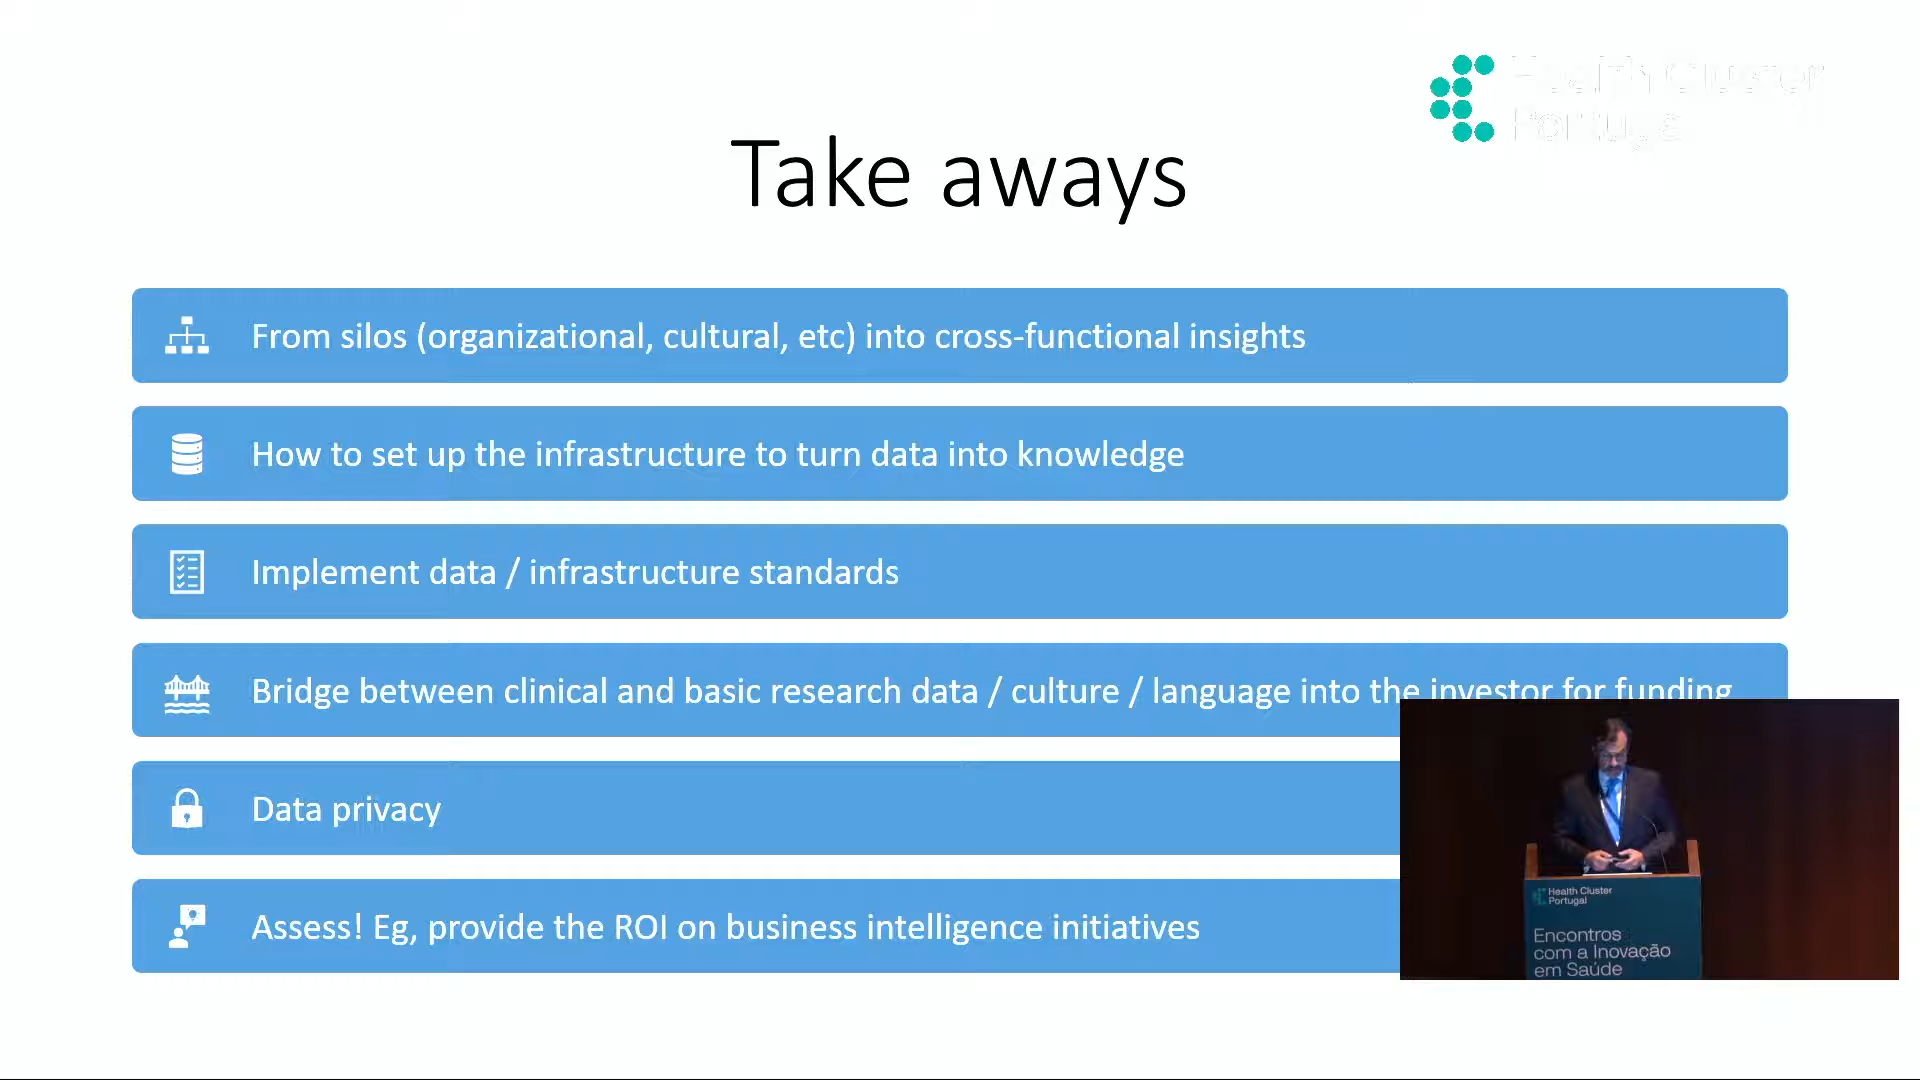 Health Cluster
Portugal
Take aways
From silos (organizational, cultural, etc) into cross-functional insights
How to set up the infrastructure to turn data into knowledge
Implement data / infrastructure standards
Bridge between clinical and basic research data / culture / language into the investor for funding
Data privacy
Assess! Eg, provide the ROI on business intelligence initiatives
Health Cluster
Portugal
Encontros
com a Inovação
em Saúde